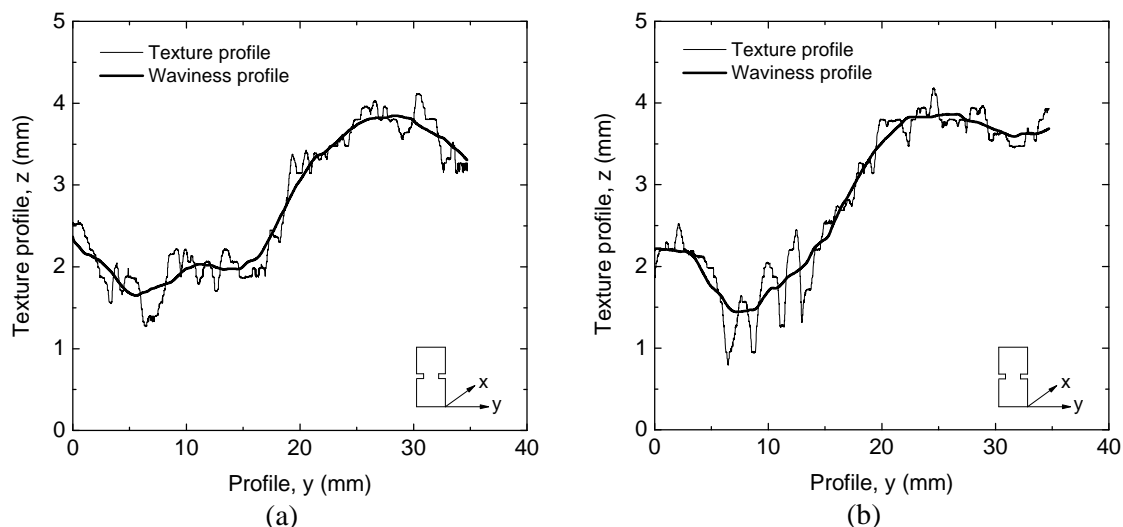 5
4
3
2
1
0
Texture profile, z (mm)
Texture profile
Waviness profile
x
y
0
10
20
30
40
Profile, y (mm)
(a)
5
4
3
2
1
0
Texture profile, z (mm)
Texture profile
Waviness profile
x
y
0
10
20
30
40
Profile, y (mm)
(b)